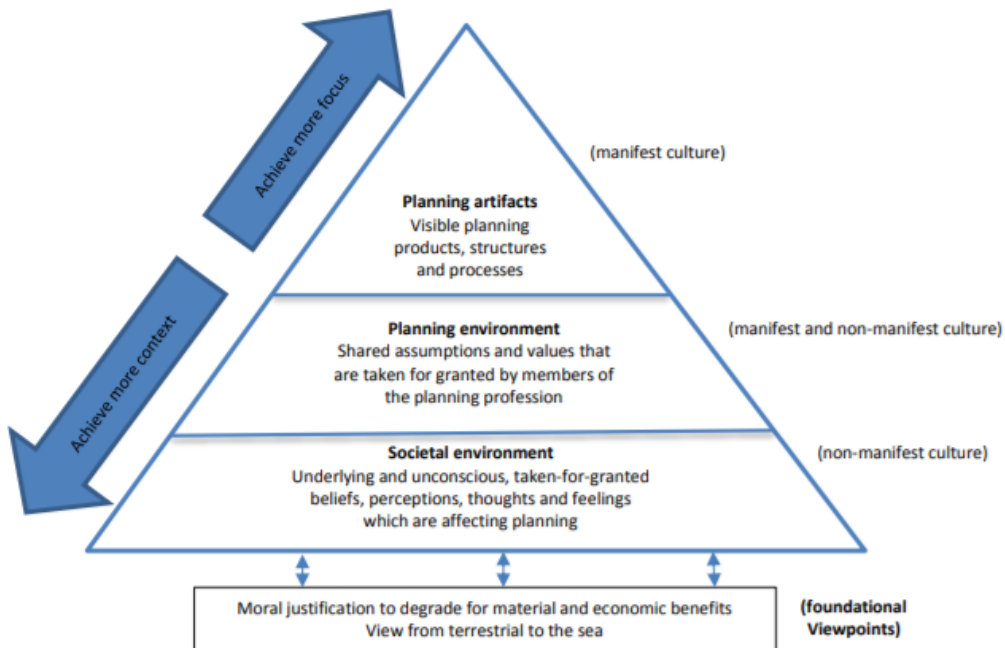 Achieve more focus
(manifest culture)
Planning artifacts
Visible planning
products, structures
and processes
Achieve more context
Planning environment
Shared assumptions and values that
are taken for granted by members of
the planning profession
(manifest and non-manifest culture)
Societal environment
Underlying and unconscious, taken-for-granted
beliefs, perceptions, thoughts and feelings
which are affecting planning
(non-manifest culture)
Moral justification to degrade for material and economic benefits
View from terrestrial to the sea
(foundational
Viewpoints)